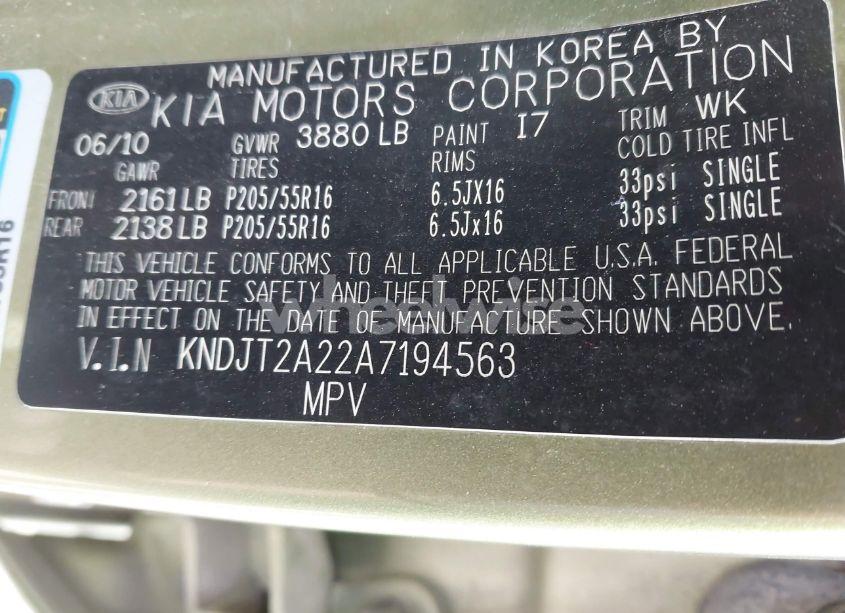 MANUFACTURED IN KOREA BY
KIA KIA MOTORS CORPORATION
06/10 GVWR 3880 LB PAINT I7 TRIM WK
GAWR TIRES RIMS COLD TIRE INFL
FRONT 2161 LB P205/55R16 6.5JX16 33psi SINGLE
REAR 2138 LB P205/55R16 6.5Jx16 33psi SINGLE
THIS VEHICLE CONFORMS TO ALL APPLICABLE U.S.A. FEDERAL
MOTOR VEHICLE SAFETY AND THEFT PREVENTION STANDARDS
IN EFFECT ON THE DATE OF MANUFACTURE SHOWN ABOVE.
V.I.N KNDJT2A22A7194563
MPV
wheelwire